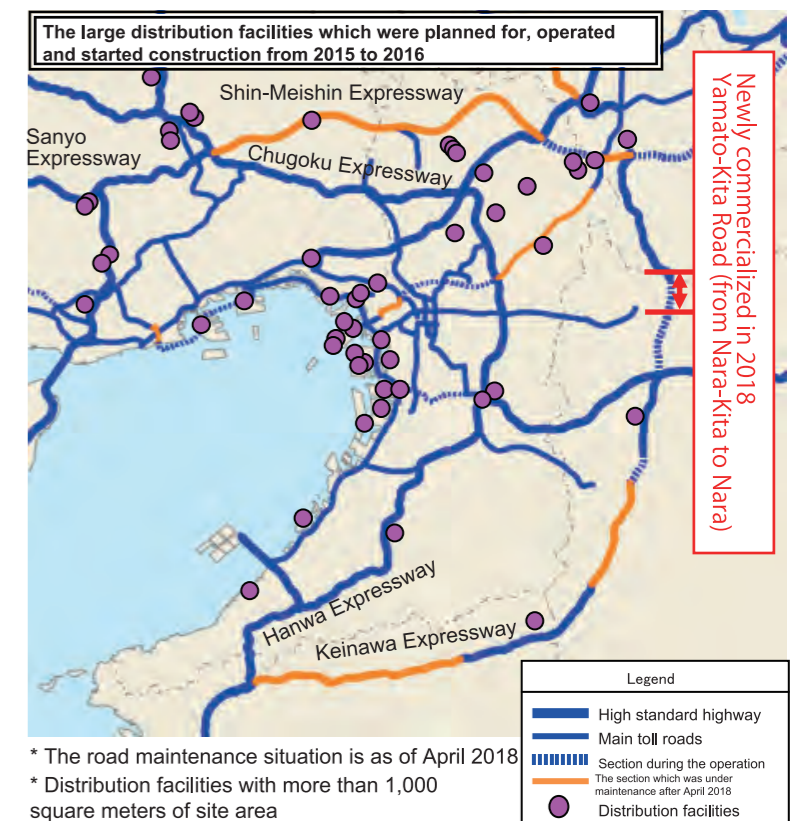 The large distribution facilities which were planned for, operated
and started construction from 2015 to 2016
Shin-Meishin Expressway
Sanyo
Expressway
Chugoku Expressway
Newly commercialized in 2018
Yamato-Kita Road (from Nara-Kita to Nara)
Hanwa Expressway
Keinawa Expressway
Legend
High standard highway
Main toll roads
Section during the operation
The section which was under
maintenance after April 2018
Distribution facilities
* The road maintenance situation is as of April 2018
* Distribution facilities with more than 1,000
square meters of site area